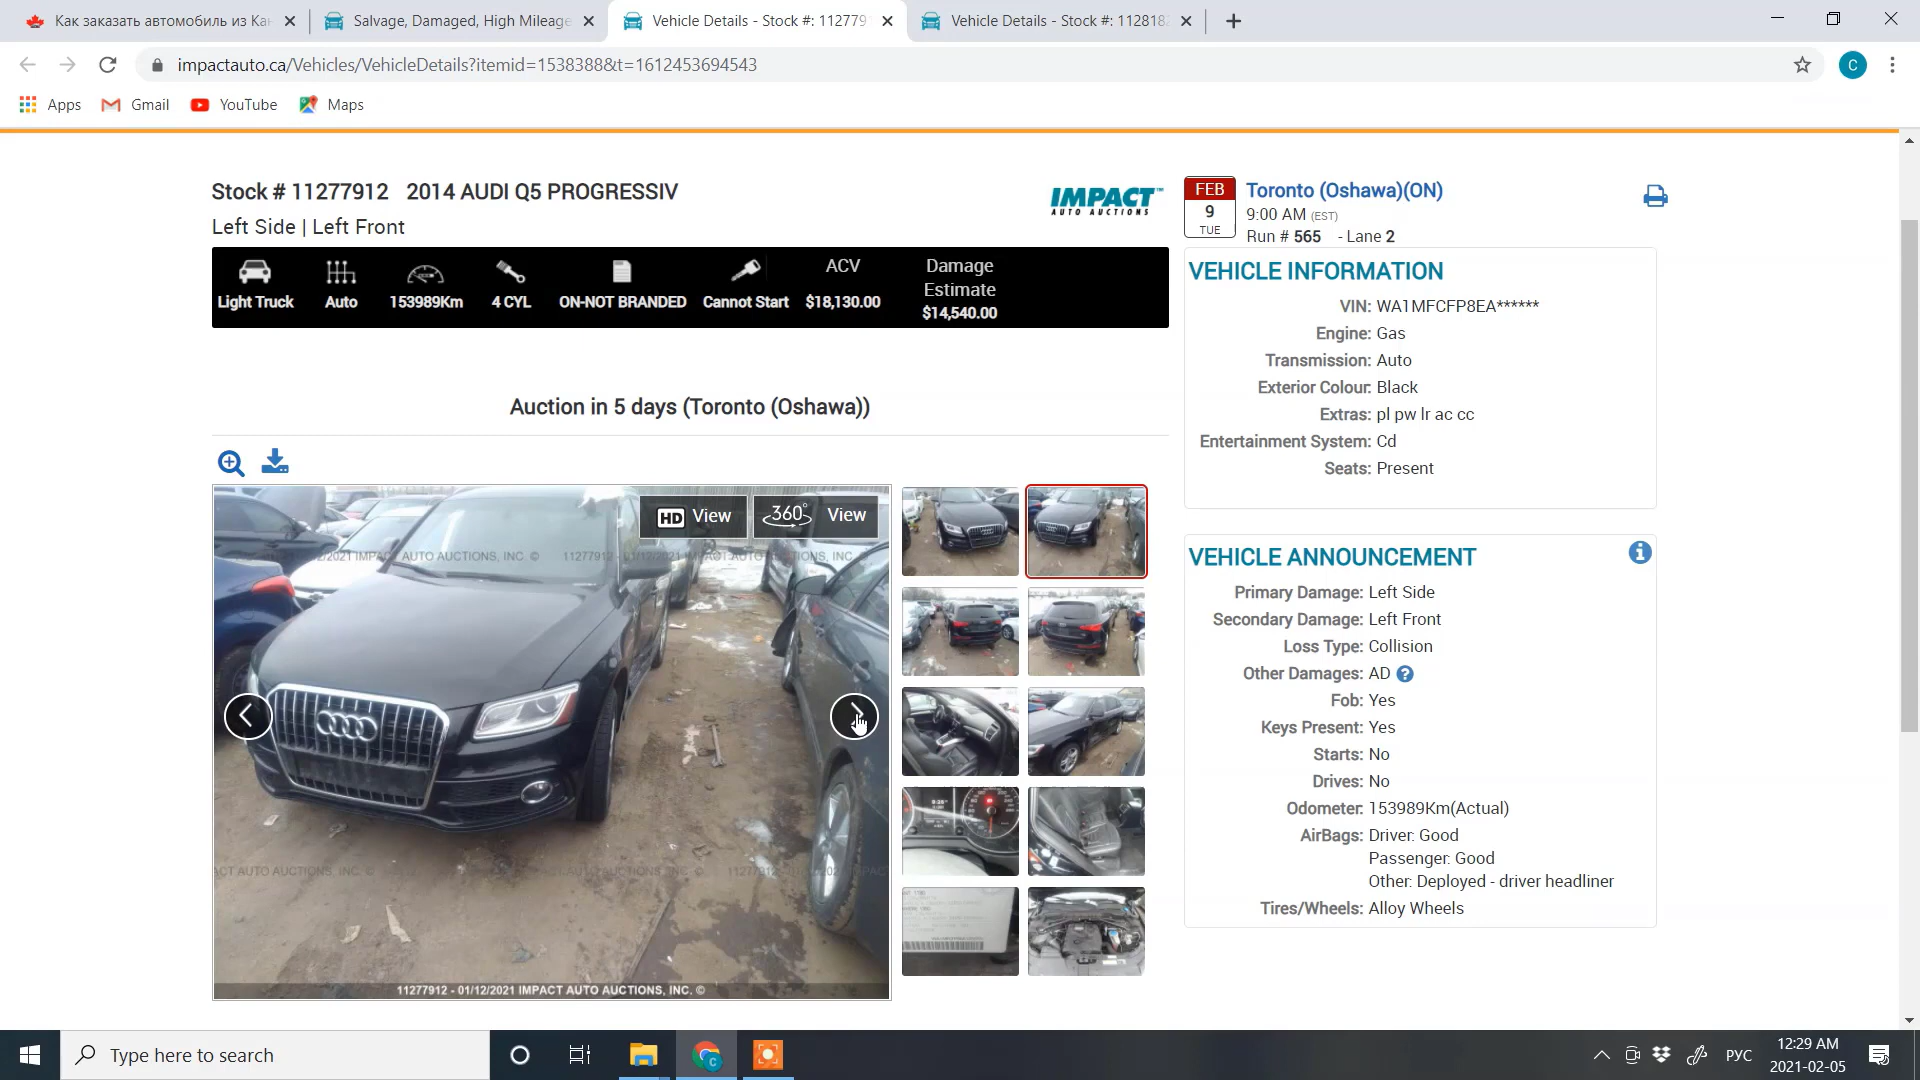 Как заказать автомобиль из Кан
Salvage, Damaged, High Mileage
Vehicle Details - Stock #: 112779
Vehicle Details - Stock #: 112818
impactauto.ca/Vehicles/VehicleDetails?itemid=1538388&t=1612453694543
C
Apps
Gmail
YouTube
Maps
Stock # 11277912 2014 AUDI Q5 PROGRESSIV
Left Side | Left Front
IMPACT™
AUTO AUCTIONS
FEB
9
TUE
Toronto (Oshawa)(ON)
9:00 AM (EST)
Run # 565 - Lane 2
Light Truck
Auto
153989Km
4 CYL
ON-NOT BRANDED
Cannot Start
ACV
$18,130.00
Damage
Estimate
$14,540.00
Auction in 5 days (Toronto (Oshawa))
HD View
360° View
11277912 - 01/12/2021 IMPACT AUTO AUCTIONS, INC. ©
VEHICLE INFORMATION
VIN: WA1MFCFP8EA******
Engine: Gas
Transmission: Auto
Exterior Colour: Black
Extras: pl pw lr ac cc
Entertainment System: Cd
Seats: Present
VEHICLE ANNOUNCEMENT
Primary Damage: Left Side
Secondary Damage: Left Front
Loss Type: Collision
Other Damages: AD
Fob: Yes
Keys Present: Yes
Starts: No
Drives: No
Odometer: 153989Km(Actual)
AirBags: Driver: Good
Passenger: Good
Other: Deployed - driver headliner
Tires/Wheels: Alloy Wheels
Type here to search
РУС
12:29 AM
2021-02-05